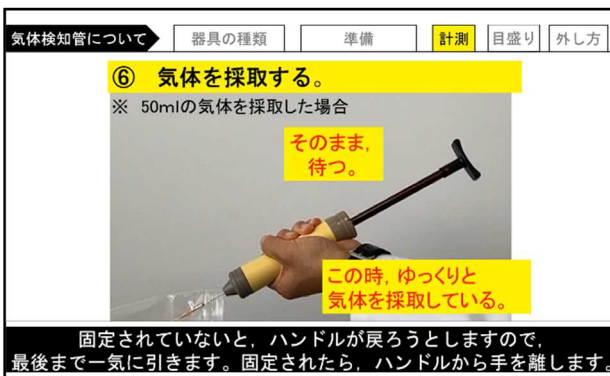 気体検知管について
器具の種類
準備
計測
目盛り
外し方
⑥ 気体を採取する。
※ 50mlの気体を採取した場合
そのまま,
待つ。
この時, ゆっくりと
気体を採取している。
固定されていないと, ハンドルが戻ろうとしますので,
最後まで一気に引きます。固定されたら, ハンドルから手を離します。